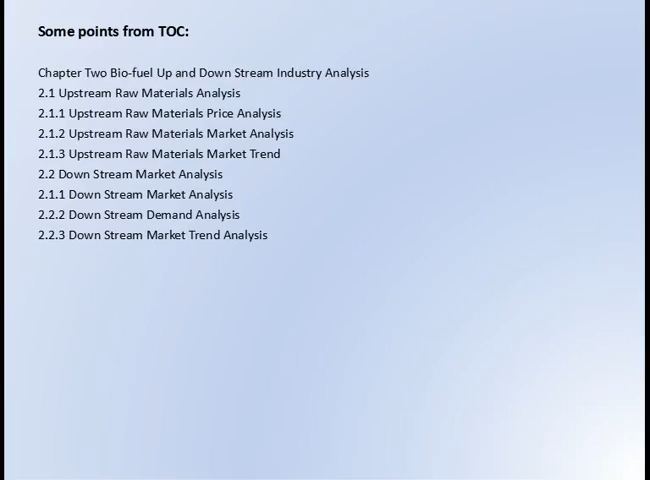 Some points from TOC:
Chapter Two Bio-fuel Up and Down Stream Industry Analysis
2.1 Upstream Raw Materials Analysis
2.1.1 Upstream Raw Materials Price Analysis
2.1.2 Upstream Raw Materials Market Analysis
2.1.3 Upstream Raw Materials Market Trend
2.2 Down Stream Market Analysis
2.1.1 Down Stream Market Analysis
2.2.2 Down Stream Demand Analysis
2.2.3 Down Stream Market Trend Analysis